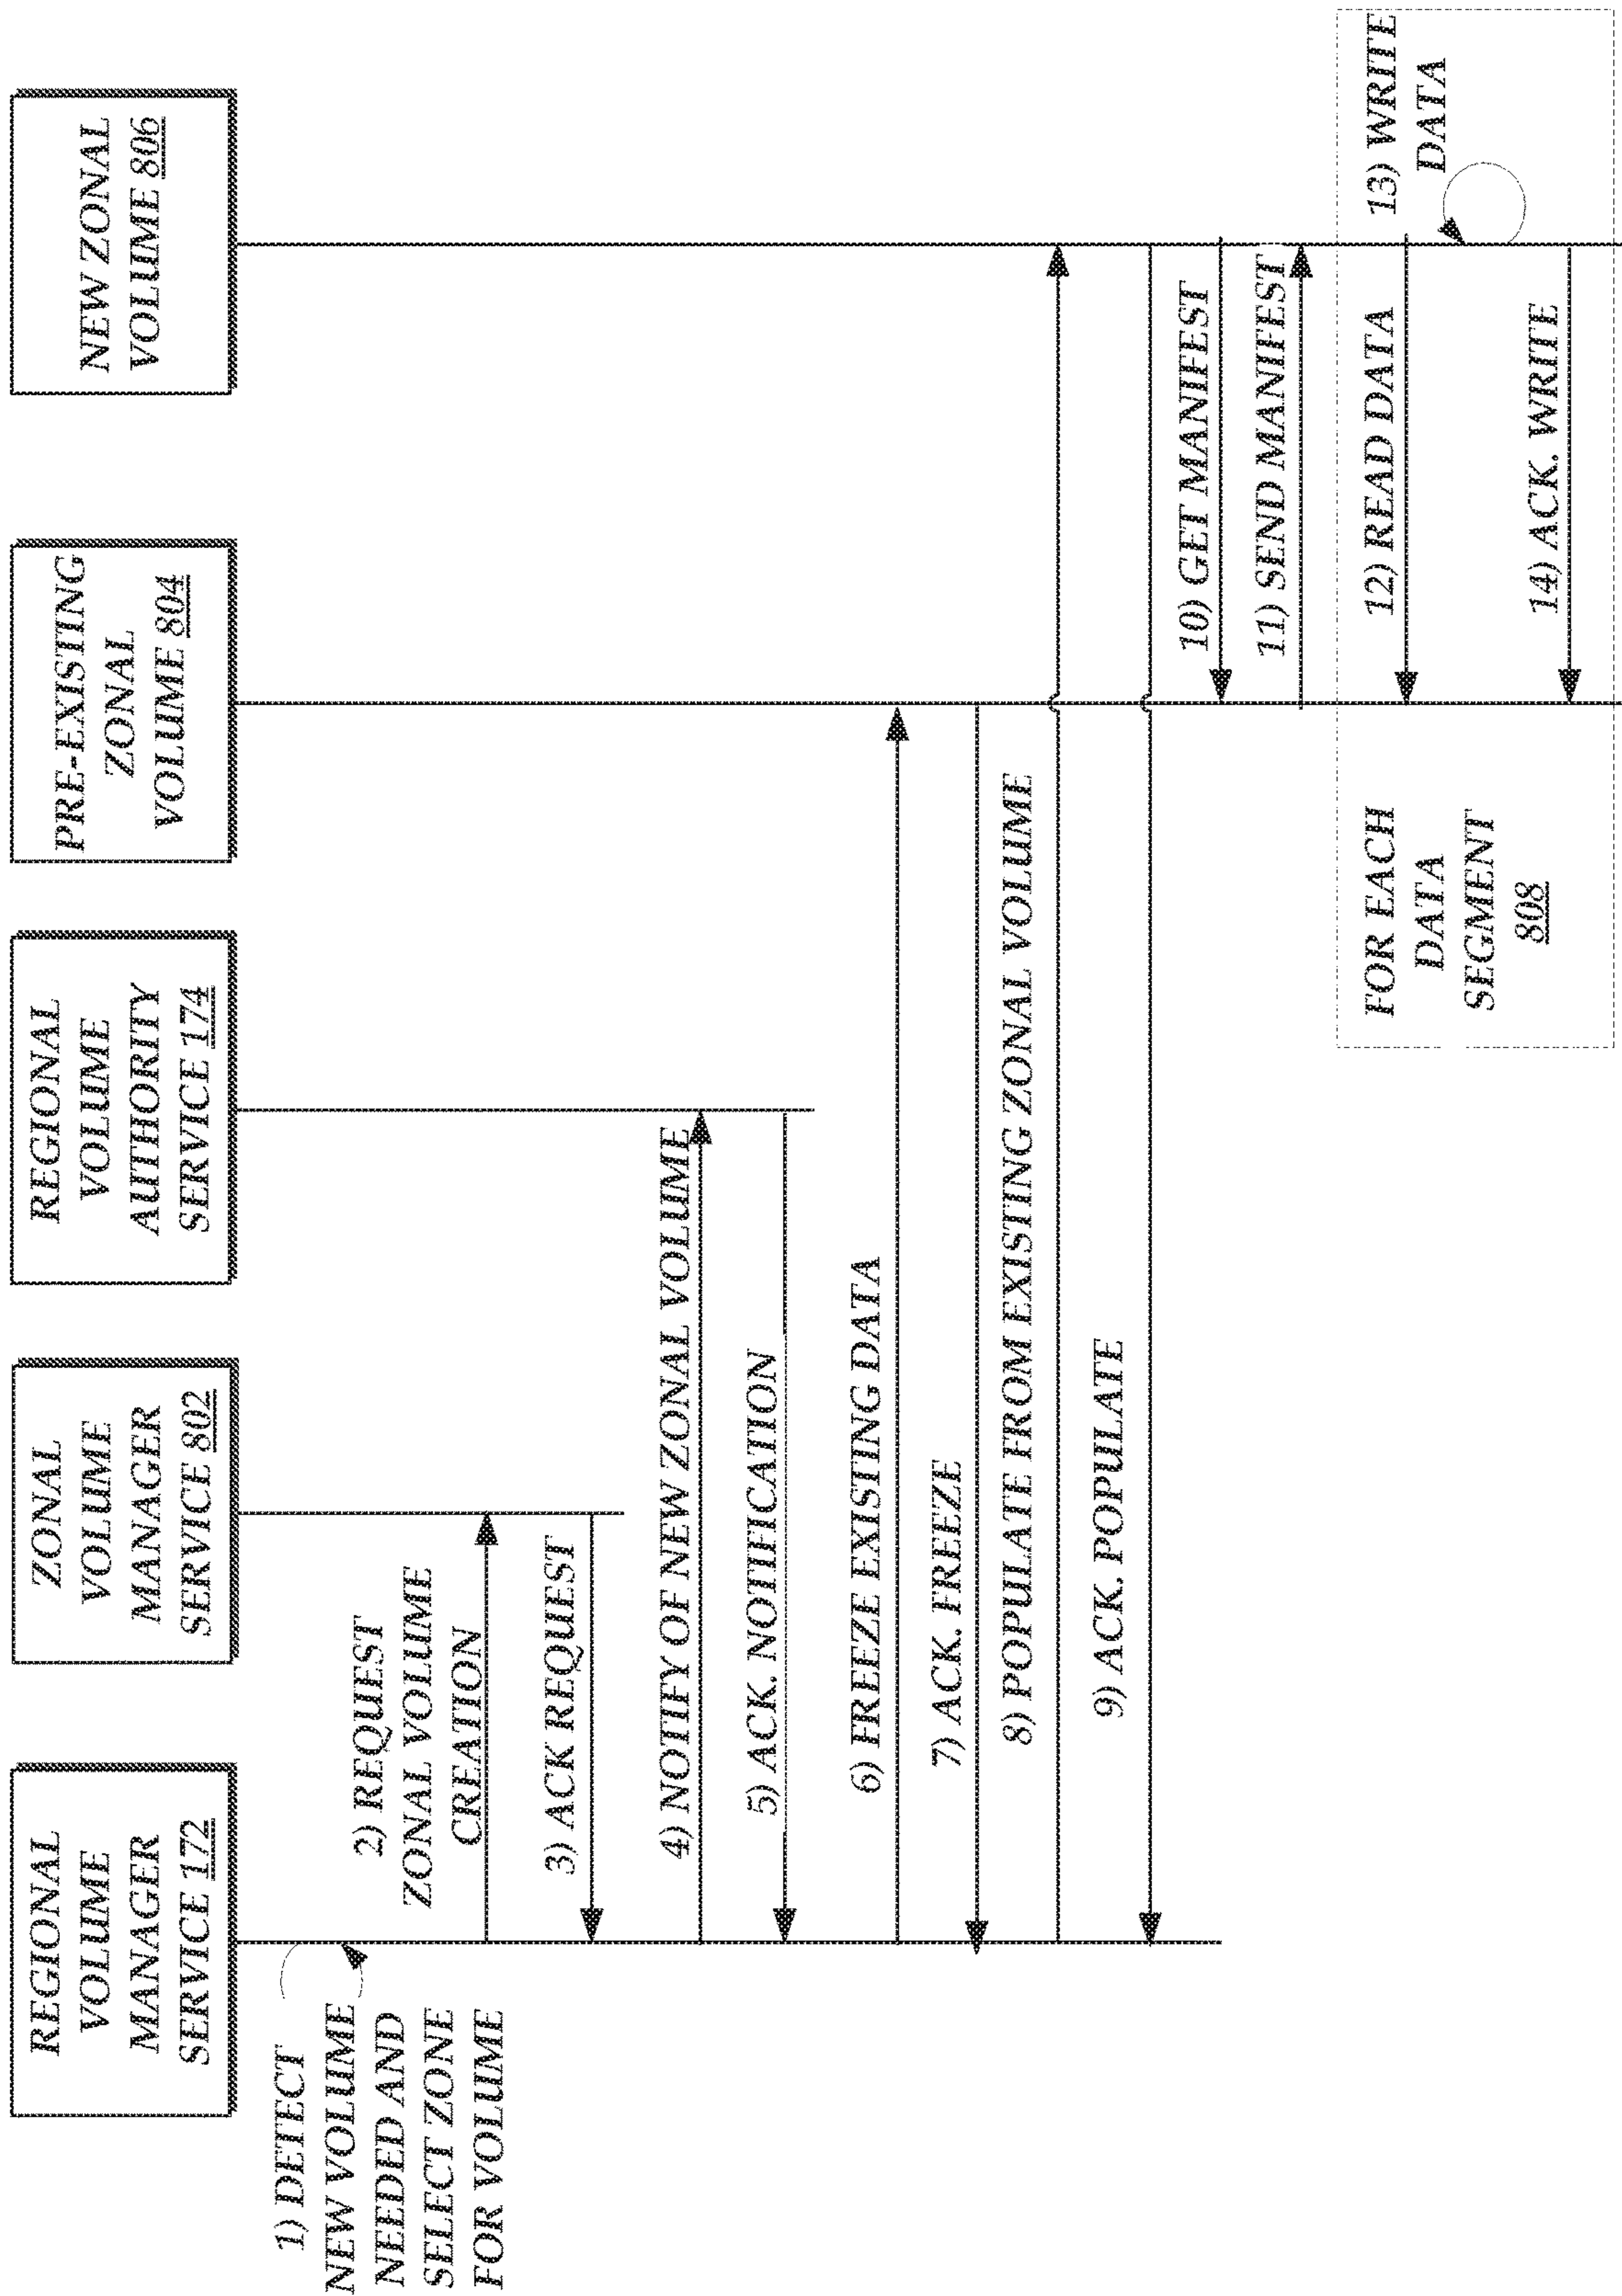 REGIONAL
VOLUME
MANAGER
SERVICE 172
ZONAL
VOLUME
MANAGER
SERVICE 802
REGIONAL
VOLUME
AUTHORITY
SERVICE 174
PRE-EXISTING
ZONAL
VOLUME 804
NEW ZONAL
VOLUME 806
1) DETECT
NEW VOLUME
NEEDED AND
SELECT ZONE
FOR VOLUME
2) REQUEST
ZONAL VOLUME
CREATION
3) ACK REQUEST
4) NOTIFY OF NEW ZONAL VOLUME
5) ACK. NOTIFICATION
6) FREEZE EXISTING DATA
7) ACK. FREEZE
8) POPULATE FROM EXISTING ZONAL VOLUME
9) ACK. POPULATE
10) GET MANIFEST
11) SEND MANIFEST
FOR EACH
DATA
SEGMENT
808
12) READ DATA
13) WRITE
DATA
14) ACK. WRITE